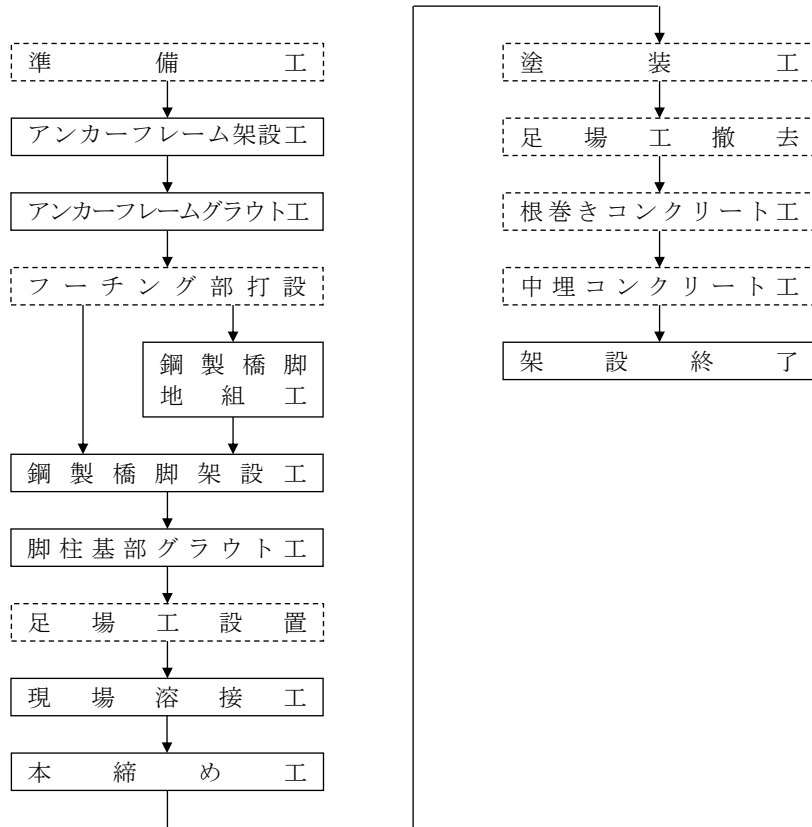 準備工
アンカーフレーム架設工
アンカーフレームグラウト工
フーチング部打設
鋼製橋脚
地組工
鋼製橋脚架設工
脚柱基部グラウト工
足場工設置
現場溶接工
本締め工
塗装工
足場工撤去
根巻きコンクリート工
中埋コンクリート工
架設終了